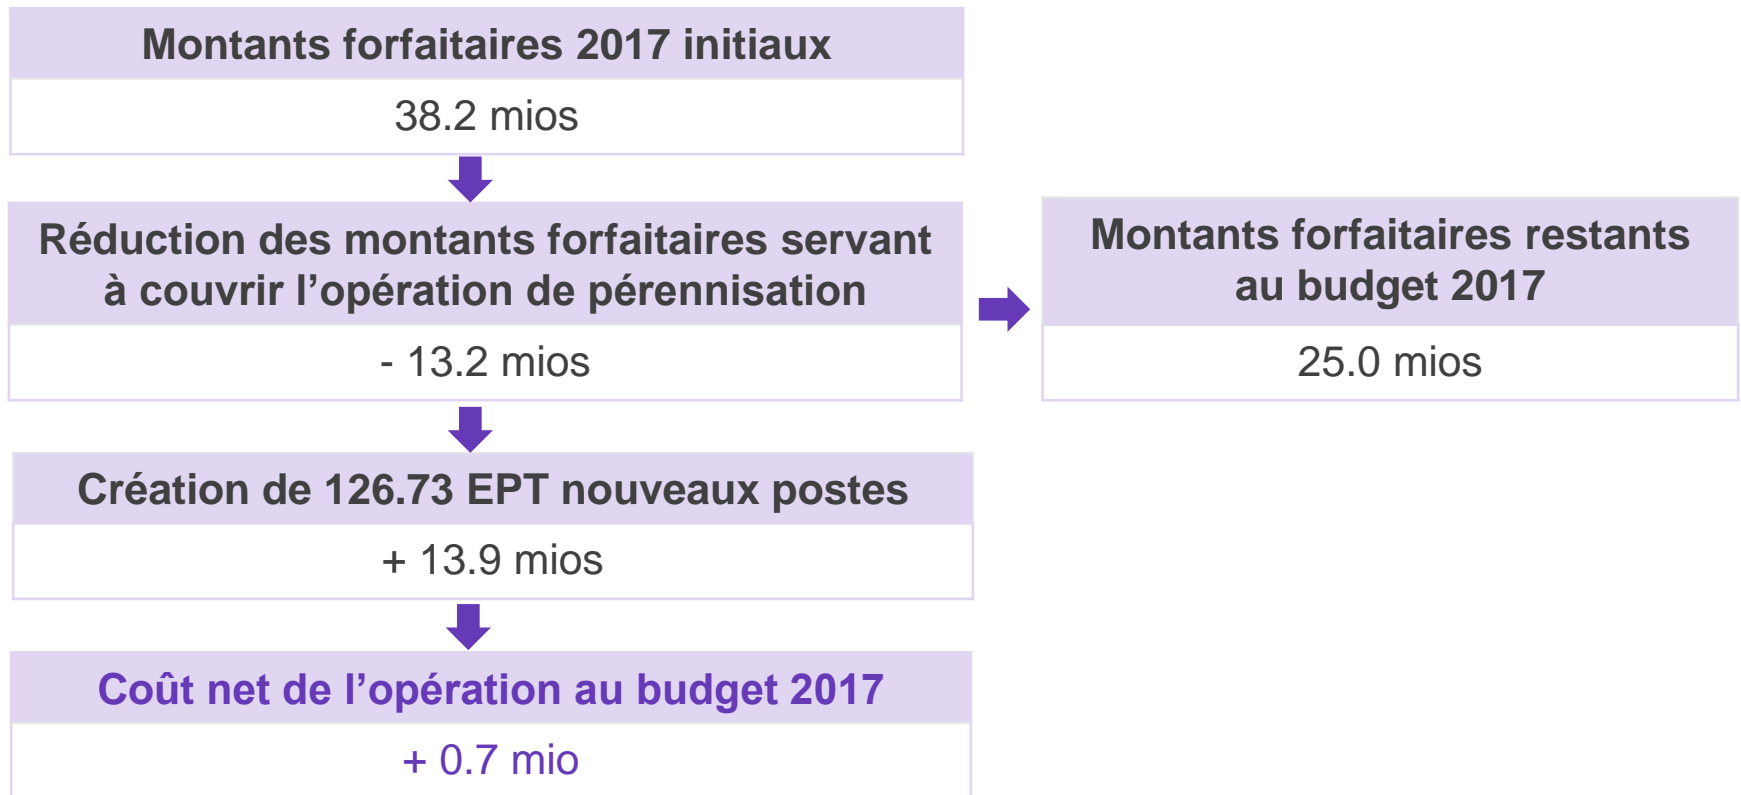 Montants forfaitaires 2017 initiaux
38.2 mios
Réduction des montants forfaitaires servant
à couvrir l’opération de pérennisation
- 13.2 mios
Montants forfaitaires restants
au budget 2017
25.0 mios
Création de 126.73 EPT nouveaux postes
+ 13.9 mios
Coût net de l’opération au budget 2017
+ 0.7 mio